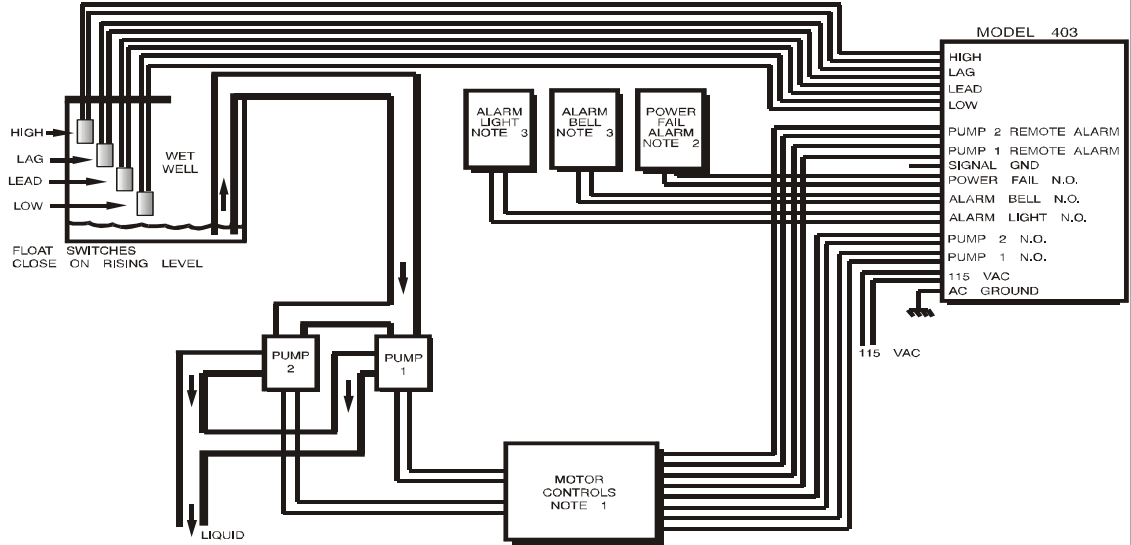 MODEL 403
HIGH
LAG
LEAD
LOW
PUMP 2 REMOTE ALARM
PUMP 1 REMOTE ALARM
SIGNAL GND
POWER FAIL N.O.
ALARM BELL N.O.
ALARM LIGHT N.O.
PUMP 2 N.O.
PUMP 1 N.O.
115 VAC
AC GROUND
115 VAC
ALARM
LIGHT
NOTE 3
ALARM
BELL
NOTE 3
POWER
FAIL
ALARM
NOTE 2
HIGH
LAG
LEAD
LOW
WET
WELL
FLOAT SWITCHES
CLOSE ON RISING LEVEL
PUMP
2
PUMP
1
MOTOR
CONTROLS
NOTE 1
LIQUID